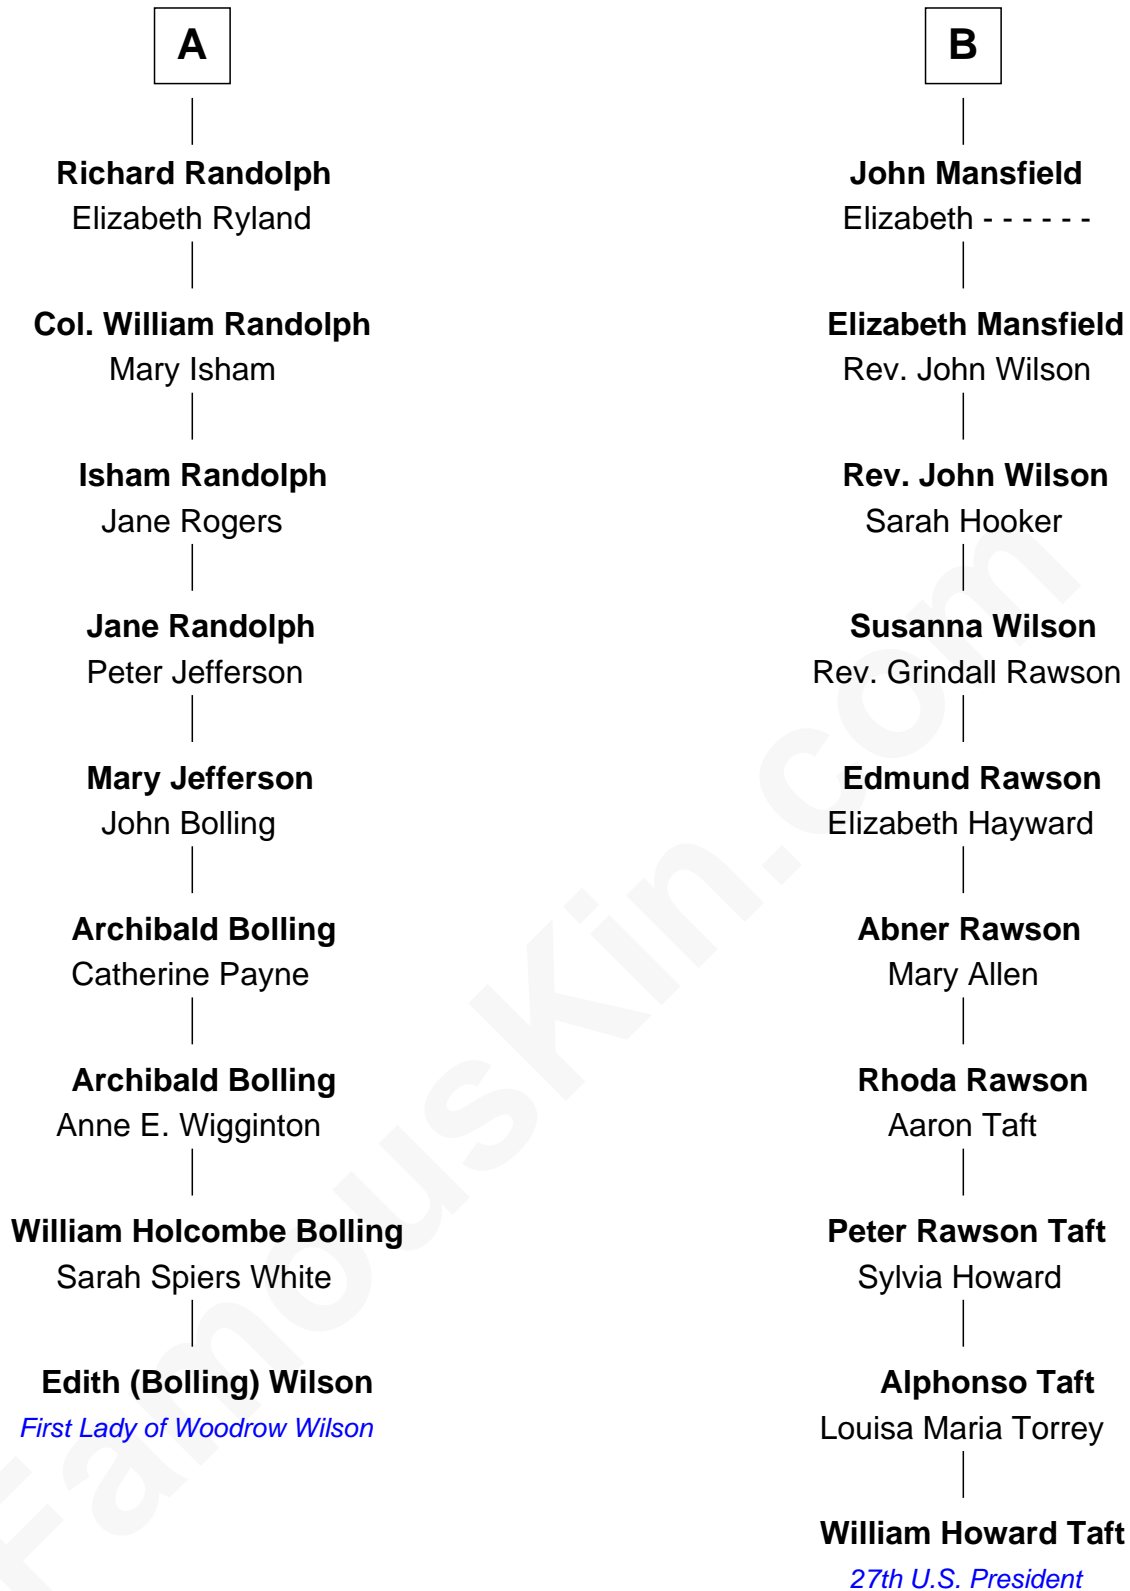 A
Richard Randolph
Elizabeth Ryland
Col. William Randolph
Mary Isham
Isham Randolph
Jane Rogers
Jane Randolph
Peter Jefferson
Mary Jefferson
John Bolling
Archibald Bolling
Catherine Payne
Archibald Bolling
Anne E. Wigginton
William Holcombe Bolling
Sarah Spiers White
Edith (Bolling) Wilson
First Lady of Woodrow Wilson
B
John Mansfield
Elizabeth - - - - - -
Elizabeth Mansfield
Rev. John Wilson
Rev. John Wilson
Sarah Hooker
Susanna Wilson
Rev. Grindall Rawson
Edmund Rawson
Elizabeth Hayward
Abner Rawson
Mary Allen
Rhoda Rawson
Aaron Taft
Peter Rawson Taft
Sylvia Howard
Alphonso Taft
Louisa Maria Torrey
William Howard Taft
27th U.S. President
FamousKin.com